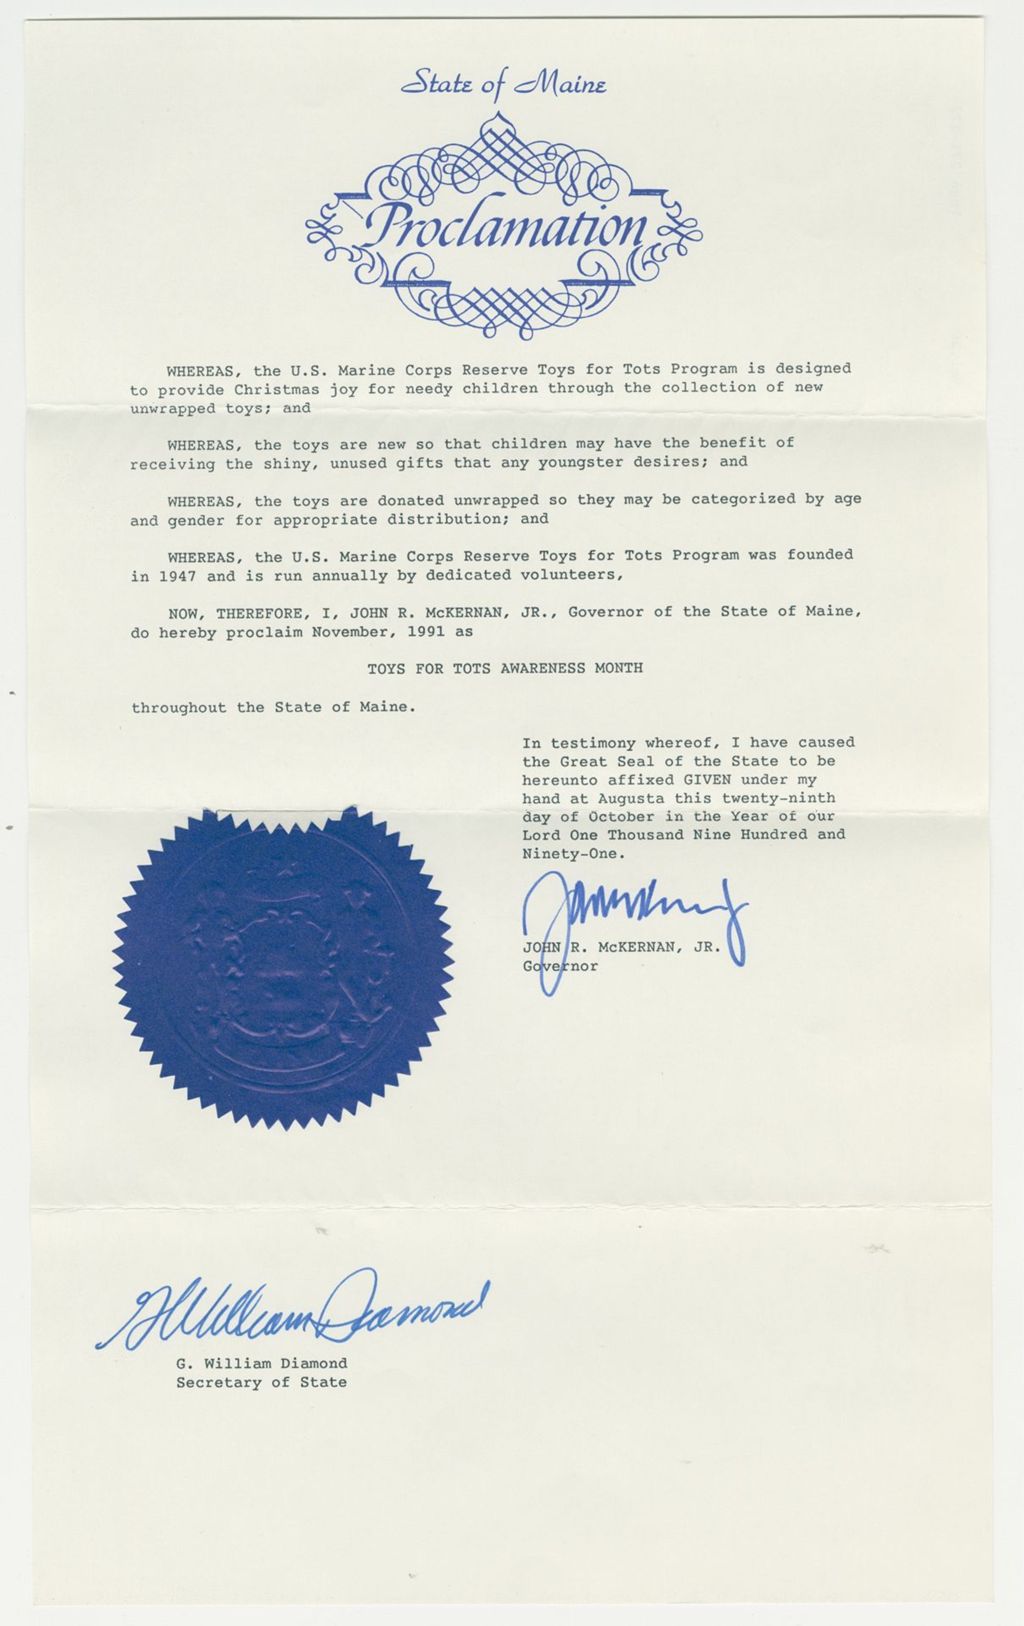 State of Maine
Proclamation
WHEREAS, the U.S. Marine Corps Reserve Toys for Tots Program is designed
to provide Christmas joy for needy children through the collection of new
unwrapped toys; and
WHEREAS, the toys are new so that children may have the benefit of
receiving the shiny, unused gifts that any youngster desires; and
WHEREAS, the toys are donated unwrapped so they may be categorized by age
and gender for appropriate distribution; and
WHEREAS, the U.S. Marine Corps Reserve Toys for Tots Program was founded
in 1947 and is run annually by dedicated volunteers,
NOW, THEREFORE, I, JOHN R. McKERNAN, JR., Governor of the State of Maine,
do hereby proclaim November, 1991 as
TOYS FOR TOTS AWARENESS MONTH
throughout the State of Maine.
In testimony whereof, I have caused
the Great Seal of the State to be
hereunto affixed GIVEN under my
hand at Augusta this twenty-ninth
day of October in the Year of our
Lord One Thousand Nine Hundred and
Ninety-One.
JOHN R. McKERNAN, JR.
Governor
G William Diamond
G. William Diamond
Secretary of State